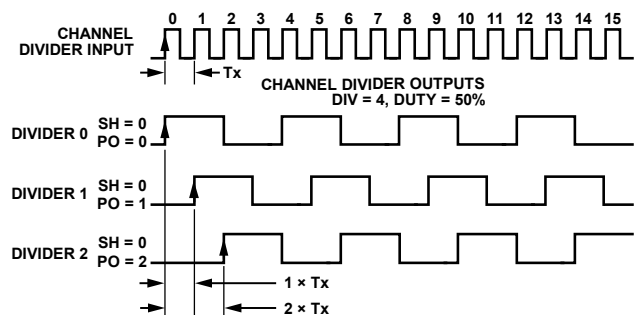 0 1 2 3 4 5 6 7 8 9 10 11 12 13 14 15
CHANNEL
DIVIDER INPUT
Tx
CHANNEL DIVIDER OUTPUTS
DIV = 4, DUTY = 50%
DIVIDER 0 SH = 0
PO = 0
DIVIDER 1 SH = 0
PO = 1
DIVIDER 2 SH = 0
PO = 2
1 × Tx
2 × Tx